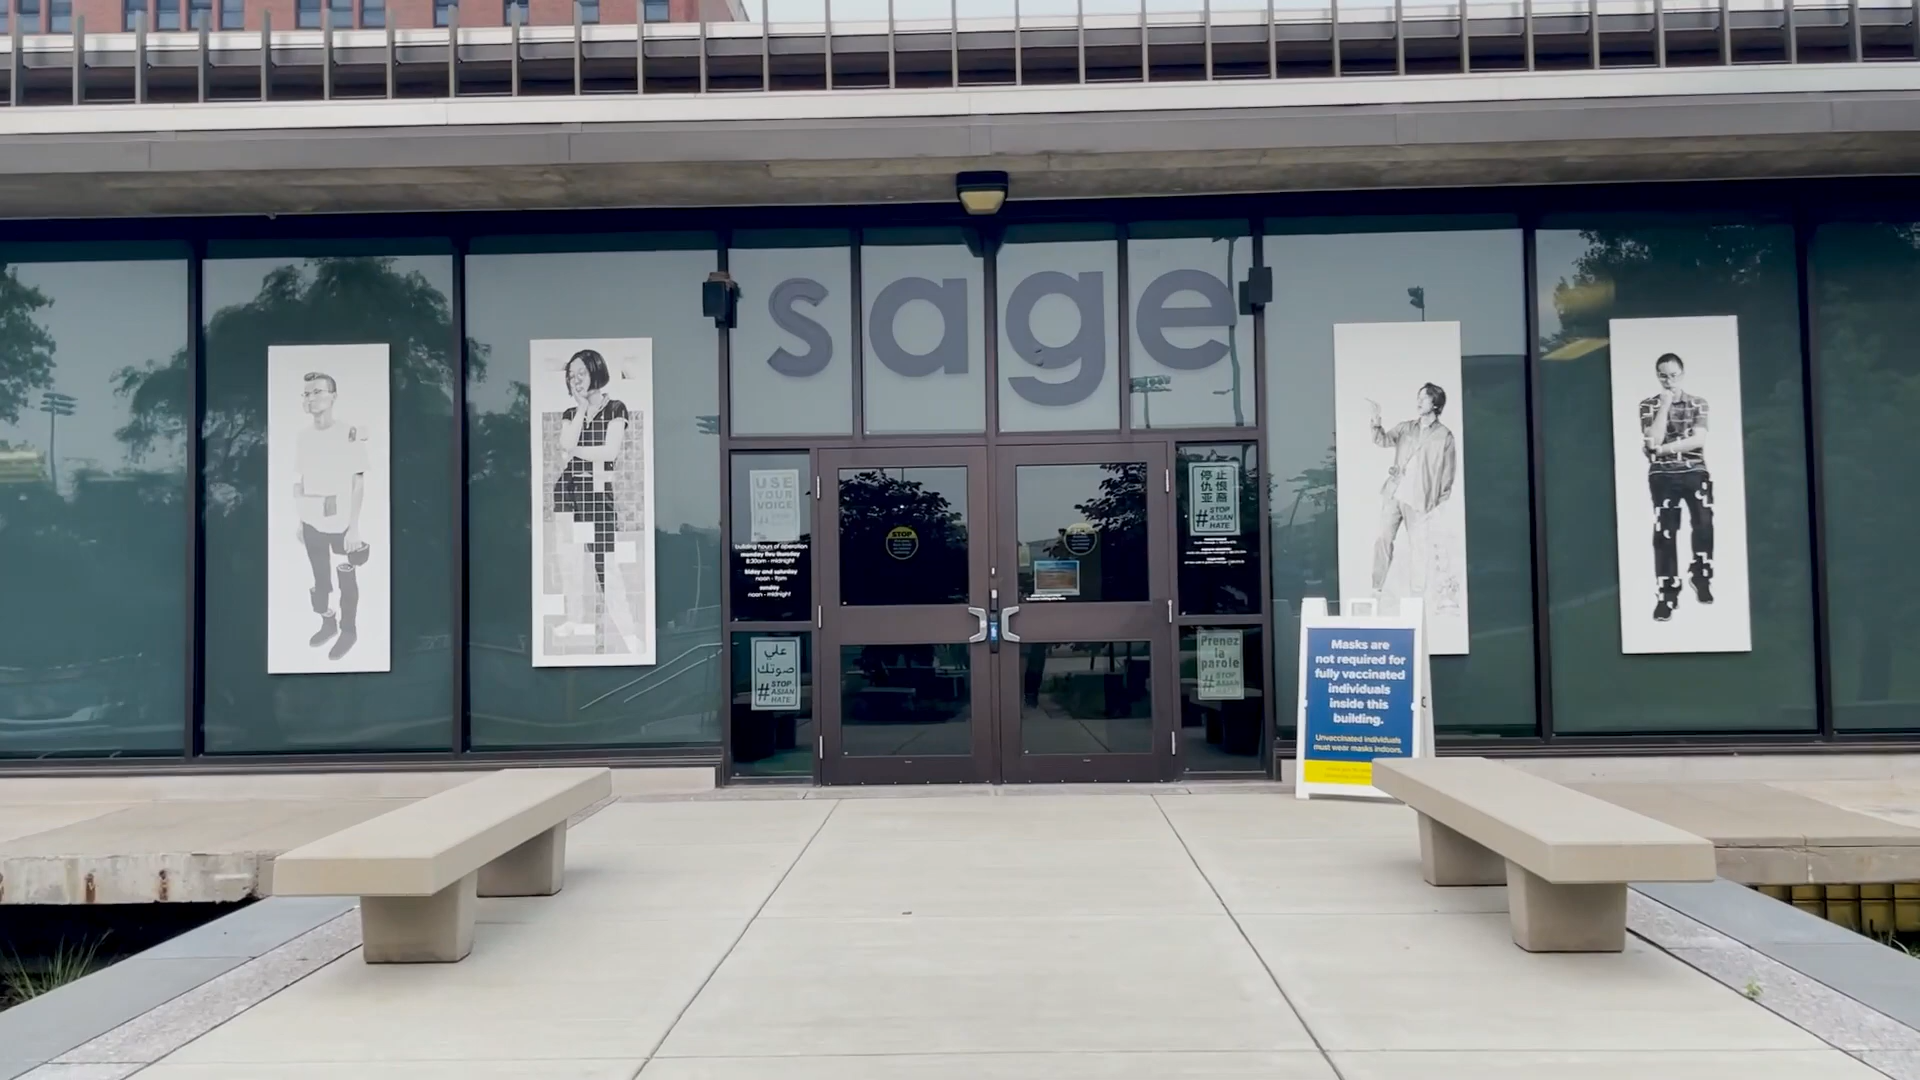 sage
USE
YOUR
VOICE
building hours of operation
monday thru thursday
8:30am - midnight
friday and saturday
noon - 9pm
sunday
noon - midnight
علي
صوتك
#STOP
ASIAN
HATE
STOP
停止
仇恨
亚裔
#STOP
ASIAN
HATE
Prenez
la
parole
#STOP
ASIAN
HATE
Masks are
not required for
fully vaccinated
individuals
inside this
building.
Unvaccinated individuals
must wear masks indoors.